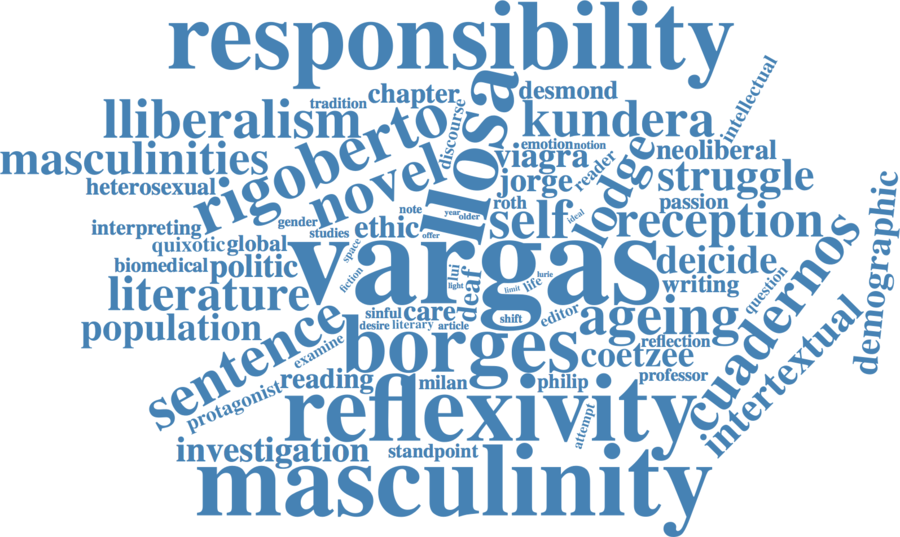 responsibility
intellectual
tradition
chapter
desmond
lliberalism
rigoberto
discourse
llosa
kundera
emotion
notion
masculinities
novel
viagra
lodge
neoliberal
heterosexual
jorge
reader
struggle
note
roth
passion
interpreting
gender
studies
ethic
offer
year
older
self
ideal
reception
demographic
quixotic
global
space
vargas
biomedical
politic
fiction
lui
light
deaf
limit
life
lurie
deicide
writing
question
cuadernos
literature
population
sentence
sinful
care
desire
literary
article
shift
editor
ageing
examine
borges
reflection
coetzee
intertextual
protagonist
reading
milan
philip
professor
reflexivity
attempt
investigation
standpoint
masculinity